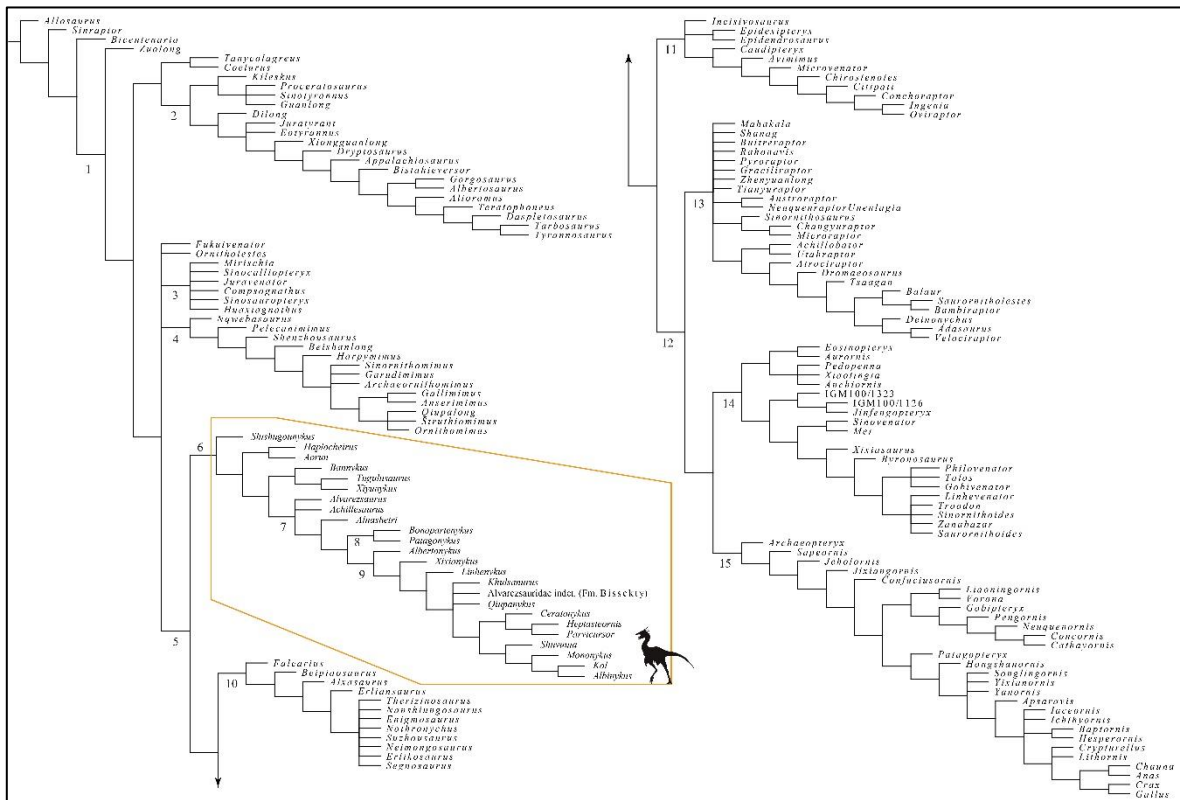 Allosaurus
Sinraptor
Bicentenaria
Zuolong
Tanycolagreus
Coelurus
Kileskus
Proceratosaurus
Sinotyrannus
Guanlong
2
Dilong
Juratyrant
Eotyrannus
Xiongguanlong
Dryptosaurus
Appalachiosaurus
Bistahieversor
Gorgosaurus
Albertosaurus
Alioramus
Teratophoneus
Daspletosaurus
Tarbosaurus
Tyrannosaurus
1
Fukuivenator
Ornitholestes
Mirischia
Sinocalliopteryx
Juravenator
3
Compsognathus
Sinosauropteryx
Huaxiagnathus
Nqwebasaurus
4
Pelecanimimus
Shenzhousaurus
Beishanlong
Harpymimus
Sinornithomimus
Garudimimus
Archaeornithomimus
Gallimimus
Anserimimus
Qiupalong
Struthiomimus
Ornithomimus
6
Shishugounykus
Haplocheirus
Aorun
Bannykus
Tugulusaurus
Xiyunykus
Alvarezsaurus
Achillesaurus
7
Alnashetri
Bonapartenykus
8
Patagonykus
Albertonykus
9
Xixianykus
Linhenykus
Khulsanurus
Alvarezsauridae indet. (Fm. Bissekty)
Qiupanykus
Ceratonykus
Heptasteornis
Parvicursor
Shuvuuia
Mononykus
Kol
Albinykus
5
10
Falcarius
Beipiaosaurus
Alxasaurus
Erliansaurus
Therizinosaurus
Nanshiungosaurus
Enigmosaurus
Nothronychus
Suzhousaurus
Neimongosaurus
Erlikosaurus
Segnosaurus
11
Incisivosaurus
Epidexipteryx
Epidendrosaurus
Caudipteryx
Avimimus
Microvenator
Chirostenotes
Citipati
Conchoraptor
Ingenia
Oviraptor
Mahakala
Shanag
Buitreraptor
Rahonavis
Pyroraptor
Graciliraptor
Zhenyuanlong
Tianyuraptor
13
Austroraptor
NeuquenraptorUnenlagia
Sinornithosaurus
Changyuraptor
Microraptor
Achillobator
Utahraptor
Atrociraptor
Dromaeosaurus
Tsaagan
Balaur
Saurornitholestes
Bambiraptor
Deinonychus
Adasaurus
Velociraptor
12
Eosinopteryx
Aurornis
Pedopenna
Xiaotingia
Anchiornis
14
IGM100/1323
IGM100/1126
Jinfengopteryx
Sinovenator
Mei
Xixiasaurus
Byronosaurus
Philovenator
Talos
Gobivenator
Linhevenator
Troodon
Sinornithoides
Zanabazar
Saurornithoides
15
Archaeopteryx
Sapeornis
Jeholornis
Jixiangornis
Confuciusornis
Liaoningornis
Vorona
Gobipteryx
Pengornis
Neuquenornis
Concornis
Cathayornis
Patagopteryx
Hongshanornis
Songlingornis
Yixianornis
Yanornis
Apsaravis
Iaceornis
Ichthyornis
Baptornis
Hesperornis
Crypturellus
Lithornis
Chauna
Anas
Crax
Gallus